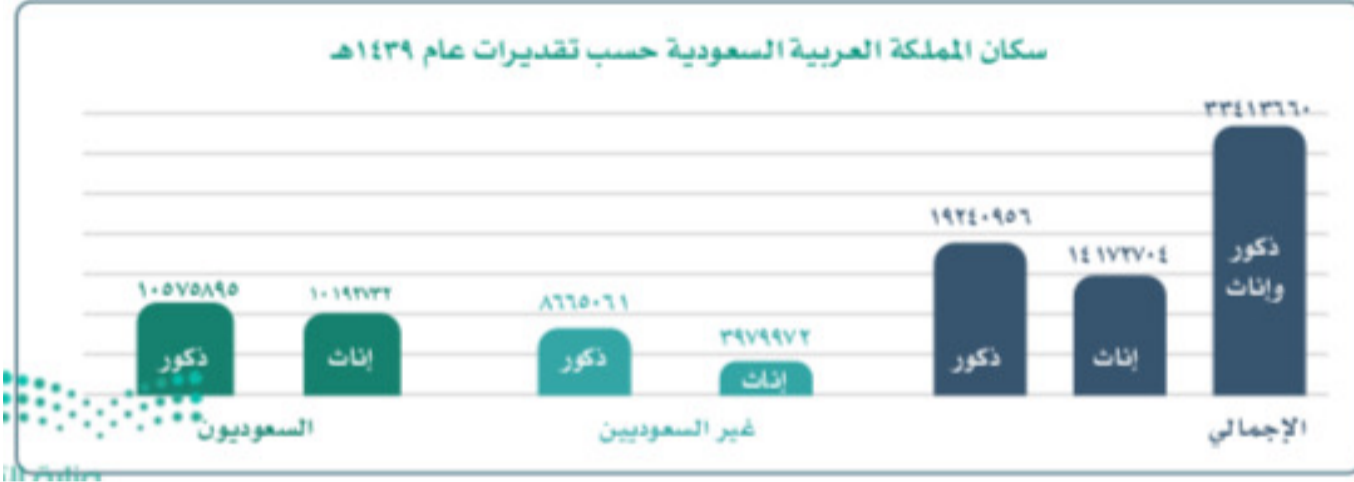 سكان المملكة العربية السعودية حسب تقديرات عام ١٤٣٩هـ
٣٣٤١٣٦٦٠
ذكور
وإناث
١٤١٧٢٧٠٤
إناث
١٩٢٤٠٩٥٦
ذكور
الإجمالي
٣٩٧٩٩٧٢
إناث
٨٦٦٥٠٦١
ذكور
غير السعوديين
١٠١٩٢٧٣٢
إناث
١٠٥٧٥٨٩٥
ذكور
السعوديون